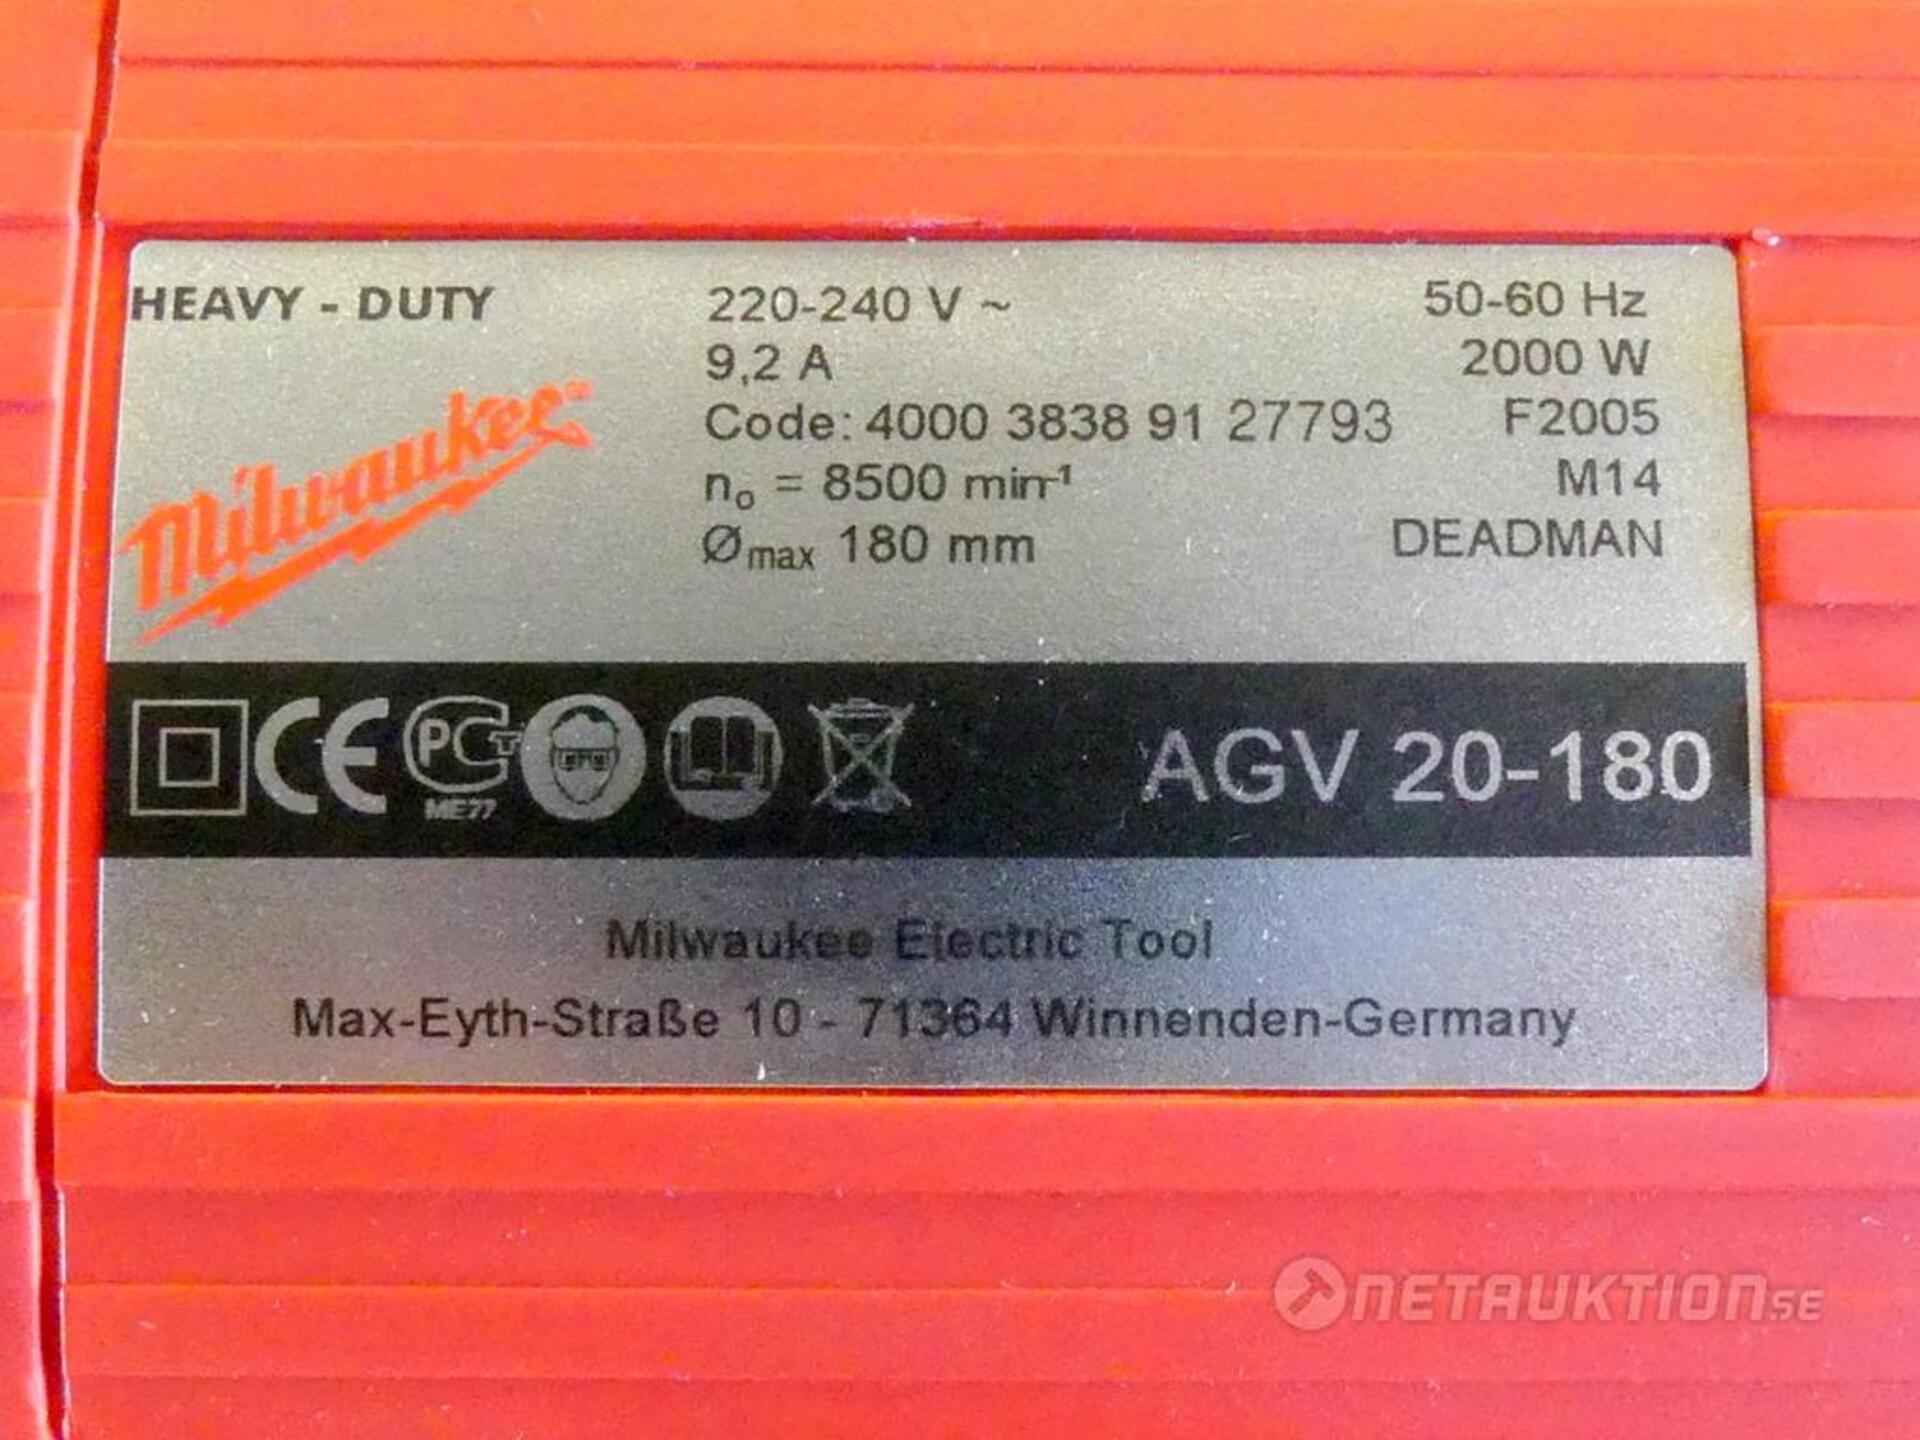 HEAVY - DUTY
220-240 V ~ 50-60 Hz
9,2 A 2000 W
Milwaukee
Code: 4000 3838 91 27793 F2005
n₀ = 8500 min⁻¹ M14
Ømax 180 mm DEADMAN
CE PCT ME77 AGV 20-180
Milwaukee Electric Tool
Max-Eyth-Straße 10 - 71364 Winnenden-Germany
NETAUKTION.SE